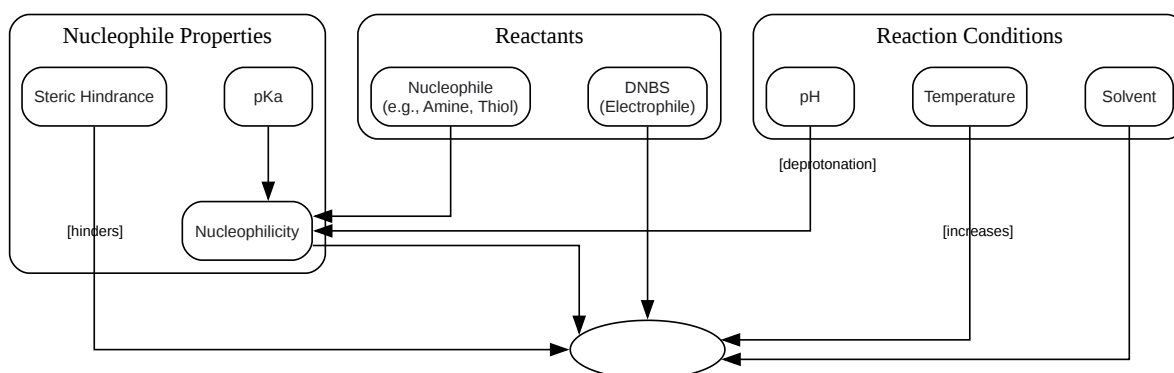 Nucleophile Properties
Reactants
Reaction Conditions
Steric Hindrance
pKa
Nucleophile
(e.g., Amine, Thiol)
DNBS
(Electrophile)
pH
Temperature
Solvent
[deprotonation]
[hinders]
Nucleophilicity
[increases]